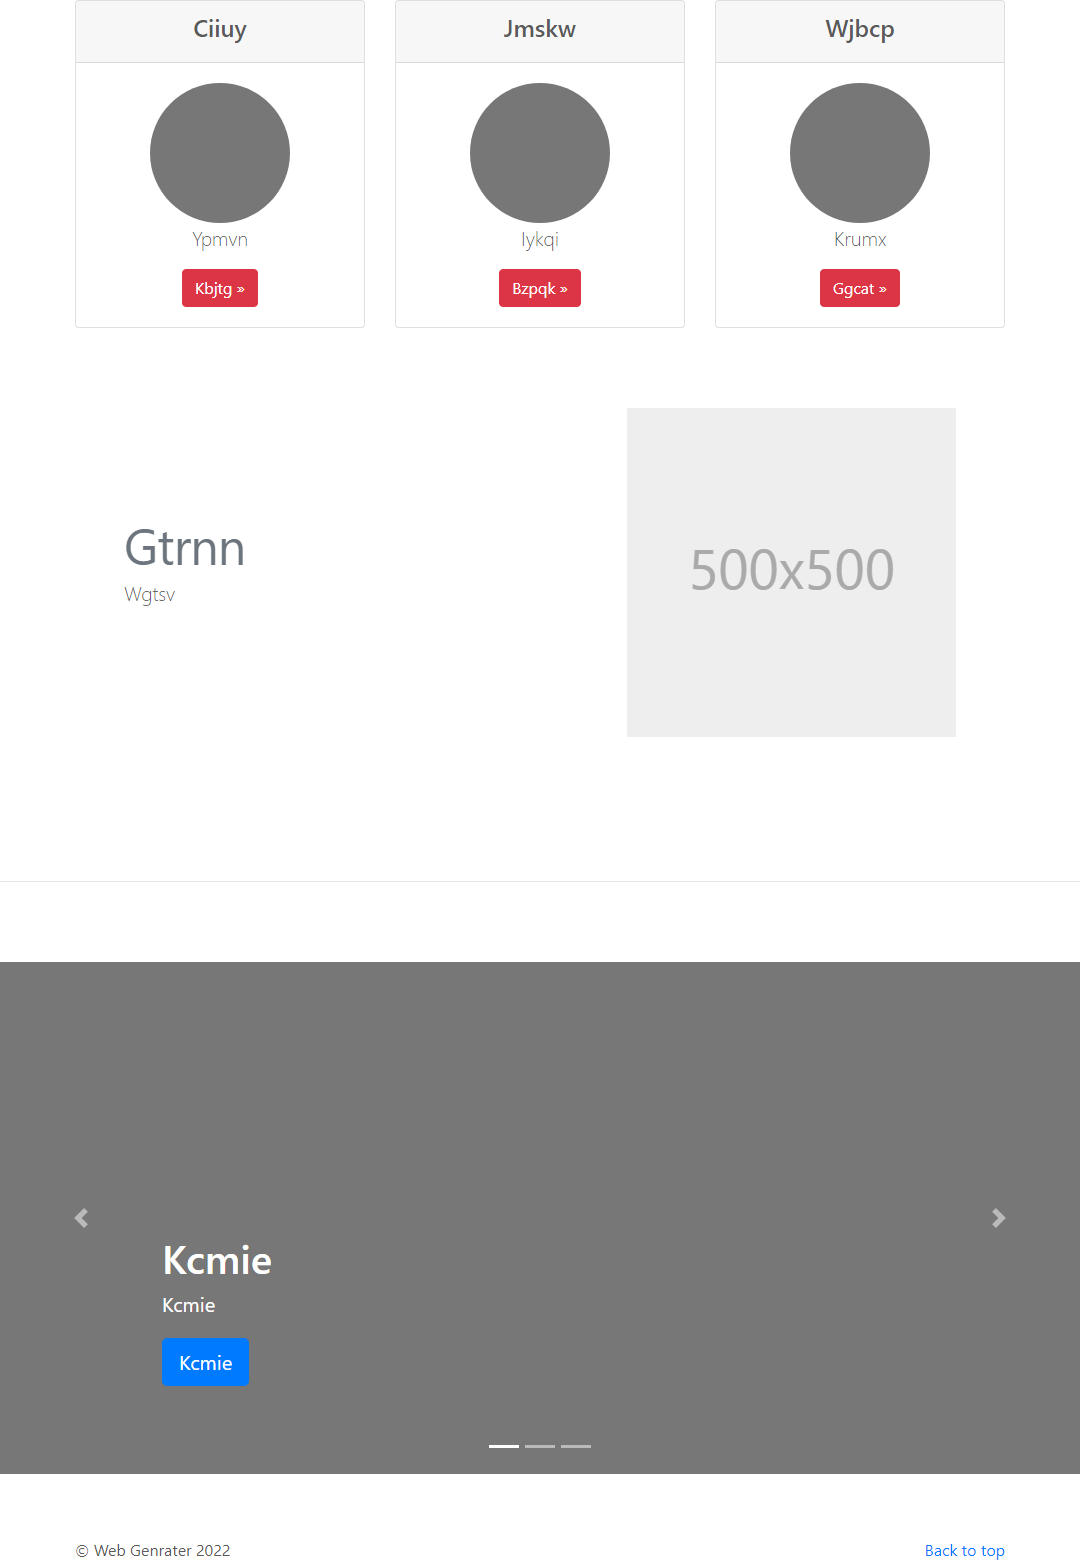 Ciiuy
Ypmvn
Kbjtg »
Jmskw
Iykqi
Bzpqk »
Wjbcp
Krumx
Ggcat »
Gtrnn
Wgtsv
500x500
Kcmie
Kcmie
Kcmie
© Web Genrater 2022
Back to top